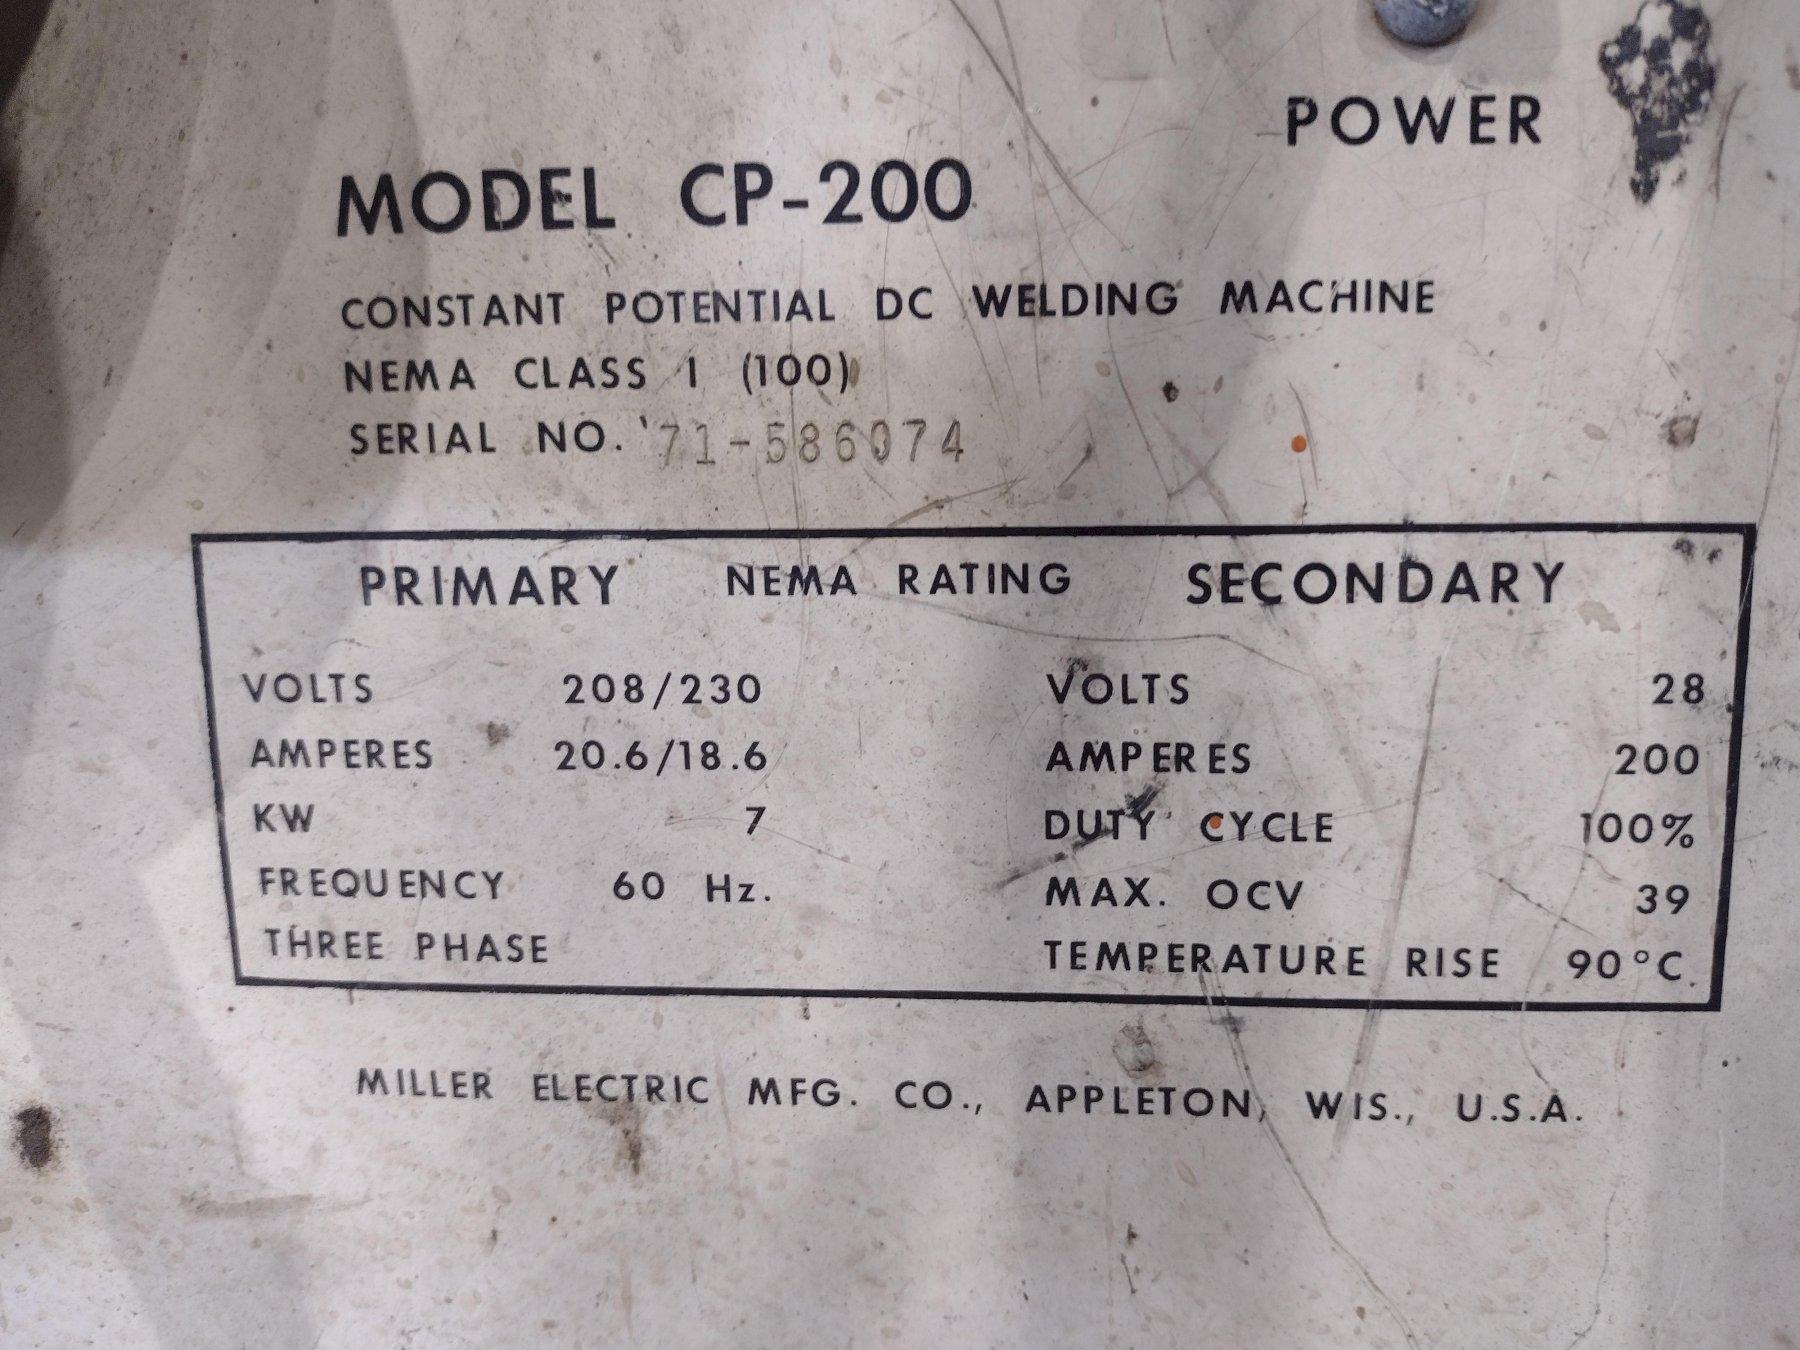 POWER
MODEL CP-200
CONSTANT POTENTIAL DC WELDING MACHINE
NEMA CLASS 1 (100)
SERIAL NO. 71-586074
PRIMARY NEMA RATING SECONDARY
VOLTS 208/230 VOLTS 28
AMPERES 20.6/18.6 AMPERES 200
KW 7 DUTY CYCLE 100%
FREQUENCY 60 Hz. MAX. OCV 39
THREE PHASE TEMPERATURE RISE 90°C
MILLER ELECTRIC MFG. CO., APPLETON, WIS., U.S.A.